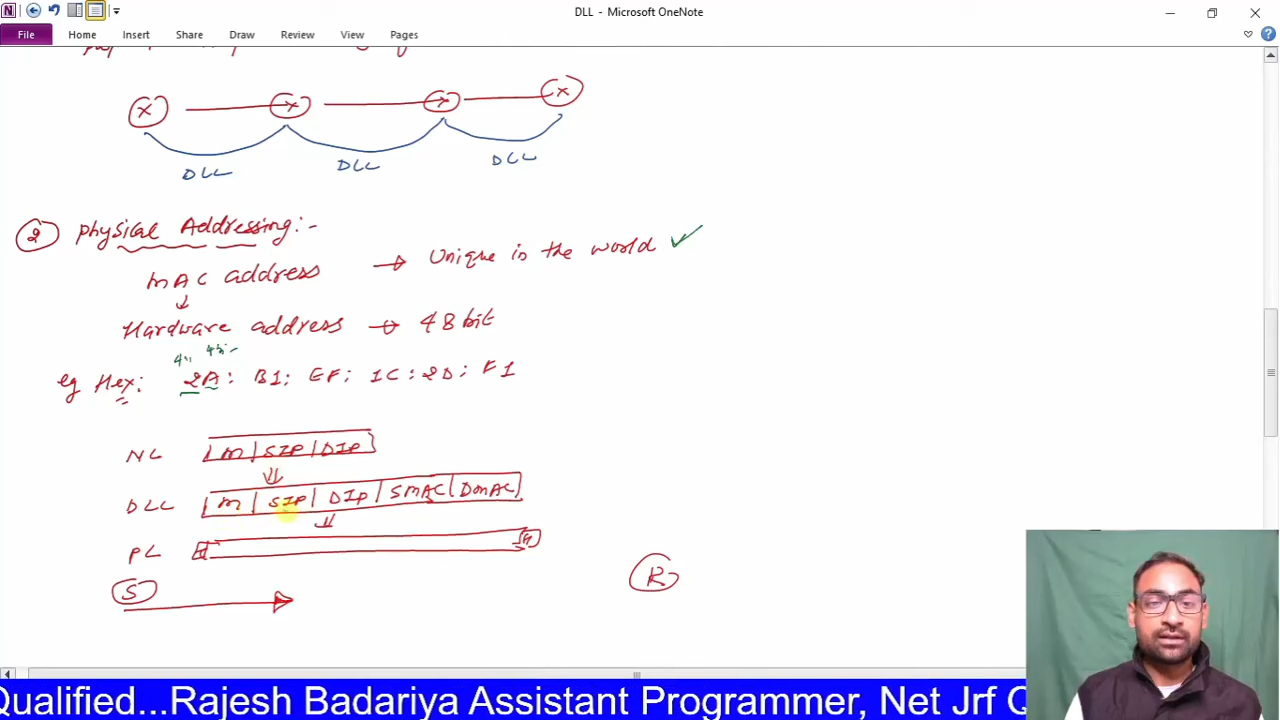 DLL - Microsoft OneNote
File Home Insert Share Draw Review View Pages
X X X X
DLL DLL DLL
2 Physical Addressing:-
MAC address → Unique in the world ✓
↓
Hardware address → 48 bit
eg Hex: 2A: B1; EF; 1C: 2D; F1
NL | M | SIP | DIP |
DLL | M | SIP | DIP | SMAC | DMAC |
PL
S R
Qualified...Rajesh Badariya Assistant Programmer, Net Jrf Q